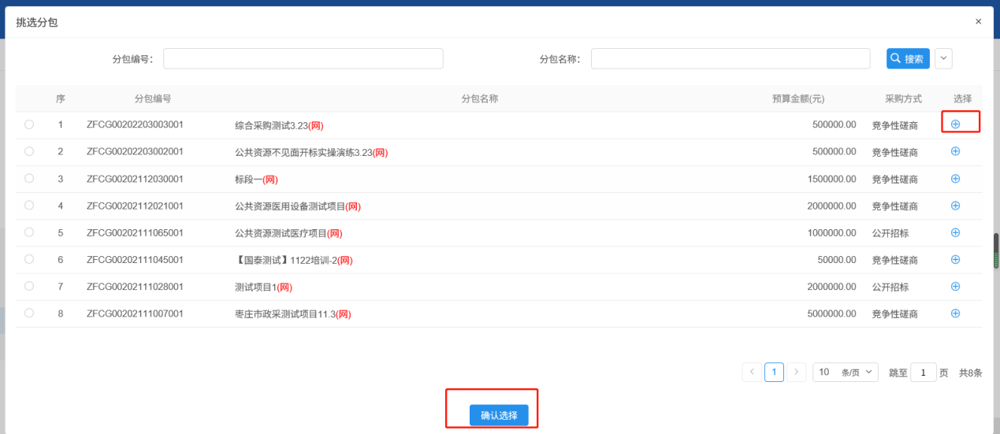 挑选分包
×
分包编号： 分包名称： 搜索
序 分包编号 分包名称 预算金额(元) 采购方式 选择
1 ZFCG00202203003001 综合采购测试3.23(网) 500000.00 竞争性磋商
2 ZFCG00202203002001 公共资源不见面开标实操演练3.23(网) 500000.00 竞争性磋商
3 ZFCG00202112030001 标段一(网) 1500000.00 竞争性磋商
4 ZFCG00202112021001 公共资源医用设备测试项目(网) 2000000.00 竞争性磋商
5 ZFCG00202111065001 公共资源测试医疗项目(网) 1000000.00 公开招标
6 ZFCG00202111045001 【国泰测试】1122培训-2(网) 50000.00 竞争性磋商
7 ZFCG00202111028001 测试项目1(网) 2000000.00 公开招标
8 ZFCG00202111007001 枣庄市政采测试项目11.3(网) 5000000.00 竞争性磋商
1 10 条/页 跳至 1 页 共8条
确认选择